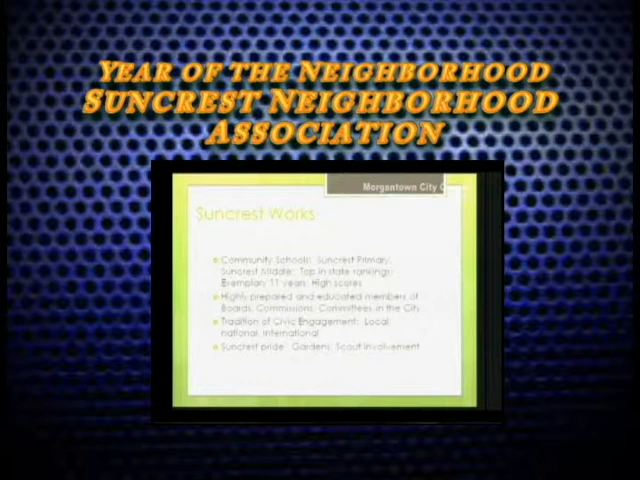 Year of the Neighborhood
Suncrest Neighborhood
Association
Morgantown City C
Suncrest Works
Community Schools: Suncrest Primary,
Suncrest Middle: Top in state rankings:
Exemplary 11 years: High scores
Highly prepared and educated members of
Boards, Commissions, Committees in the City
Tradition of Civic Engagement: Local,
national, international
Suncrest pride: Gardens, Scout involvement